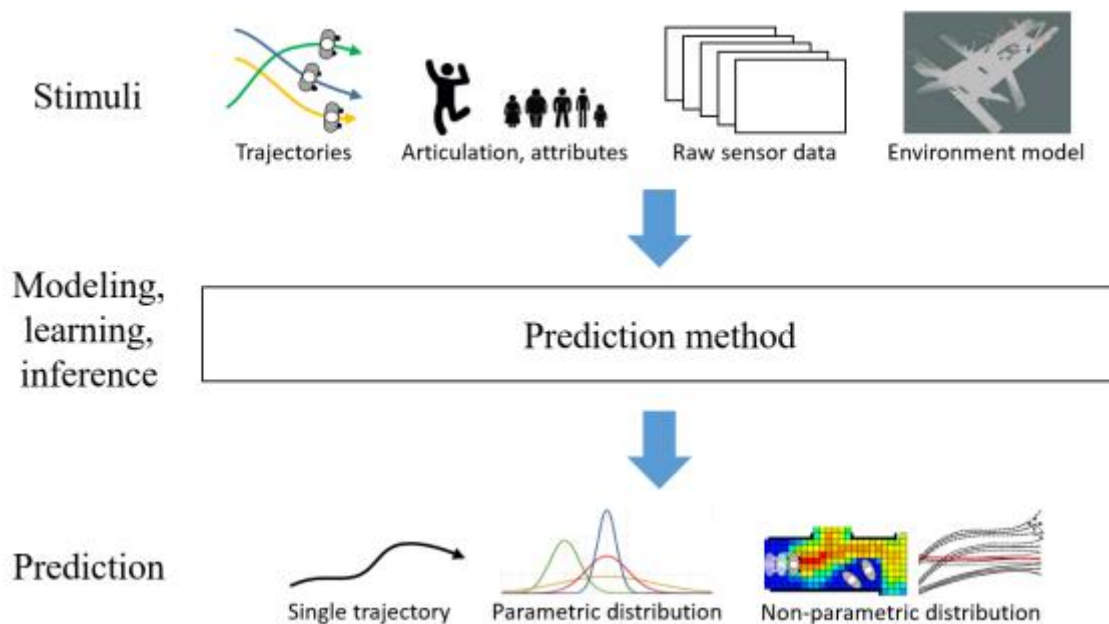 Stimuli
Trajectories
Articulation, attributes
Raw sensor data
Environment model
Modeling,
learning,
inference
Prediction method
Prediction
Single trajectory
Parametric distribution
Non-parametric distribution